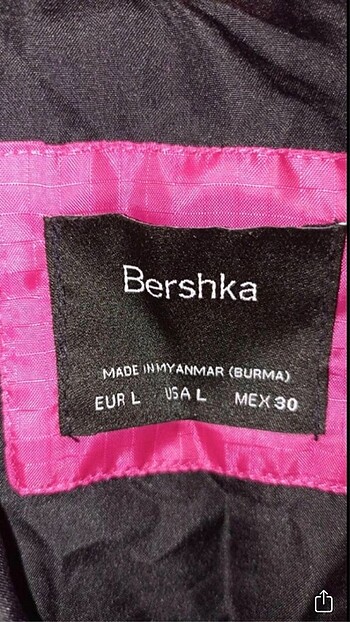 Bershka
MADE IN MYANMAR (BURMA)
EUR L USA L MEX 30